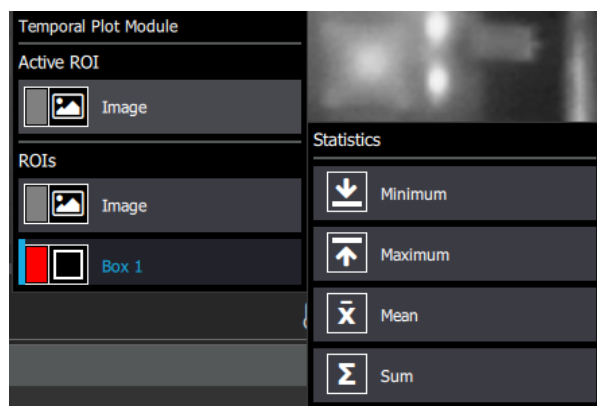 Temporal Plot Module
Active ROI
Image
ROIs
Image
Box 1
Statistics
Minimum
Maximum
x̄ Mean
Σ Sum